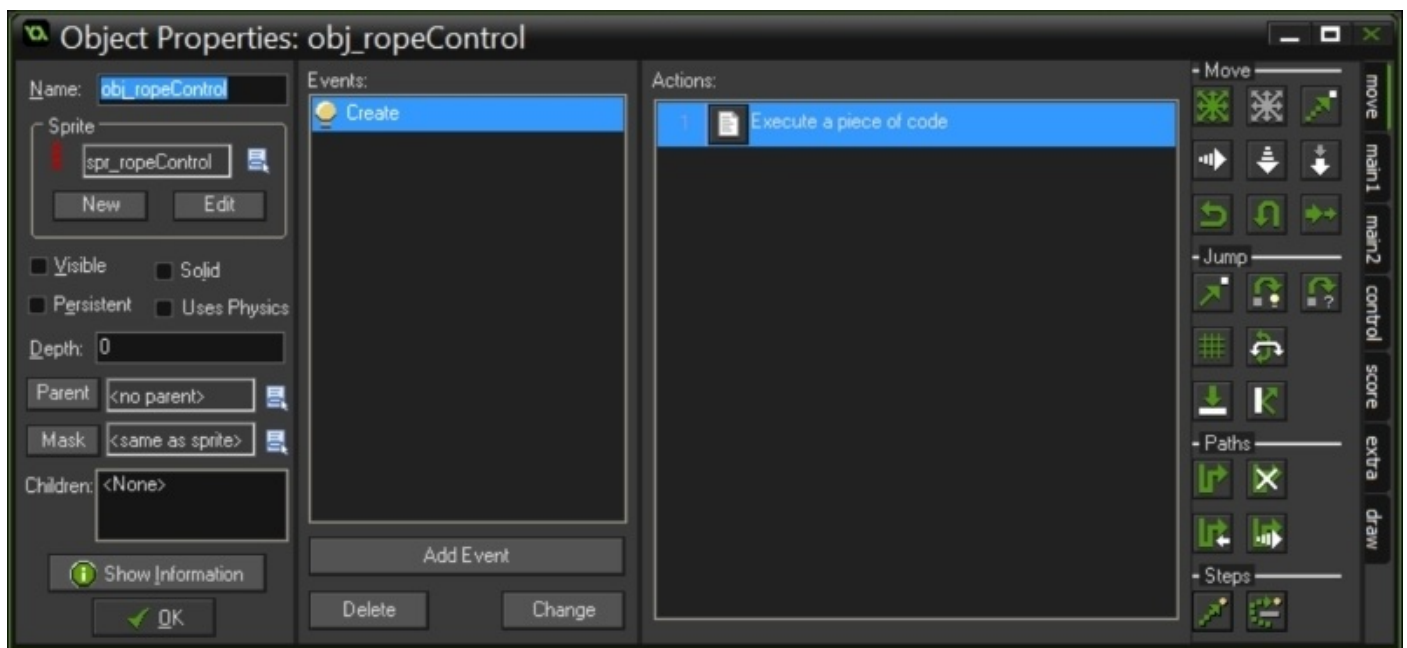 Object Properties: obj_ropeControl
Name: obj_ropeControl
Sprite
spr_ropeControl
New Edit
Visible Solid
Persistent Uses Physics
Depth: 0
Parent <no parent>
Mask <same as sprite>
Children: <None>
Show Information
OK
Events:
Create
Add Event
Delete Change
Actions:
1 Execute a piece of code
Move
Jump
Paths
Steps
move
main1
main2
control
score
extra
draw